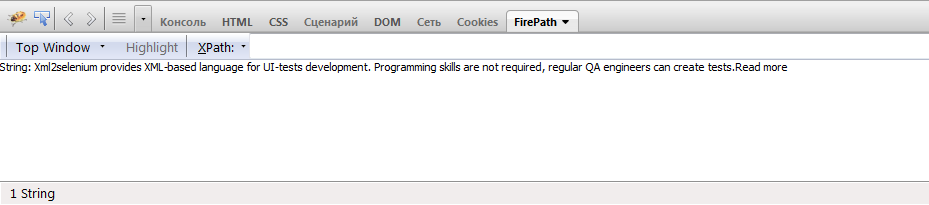 Консоль HTML CSS Сценарий DOM Сеть Cookies FirePath
Top Window Highlight XPath:
String: Xml2selenium provides XML-based language for UI-tests development. Programming skills are not required, regular QA engineers can create tests.Read more
1 String